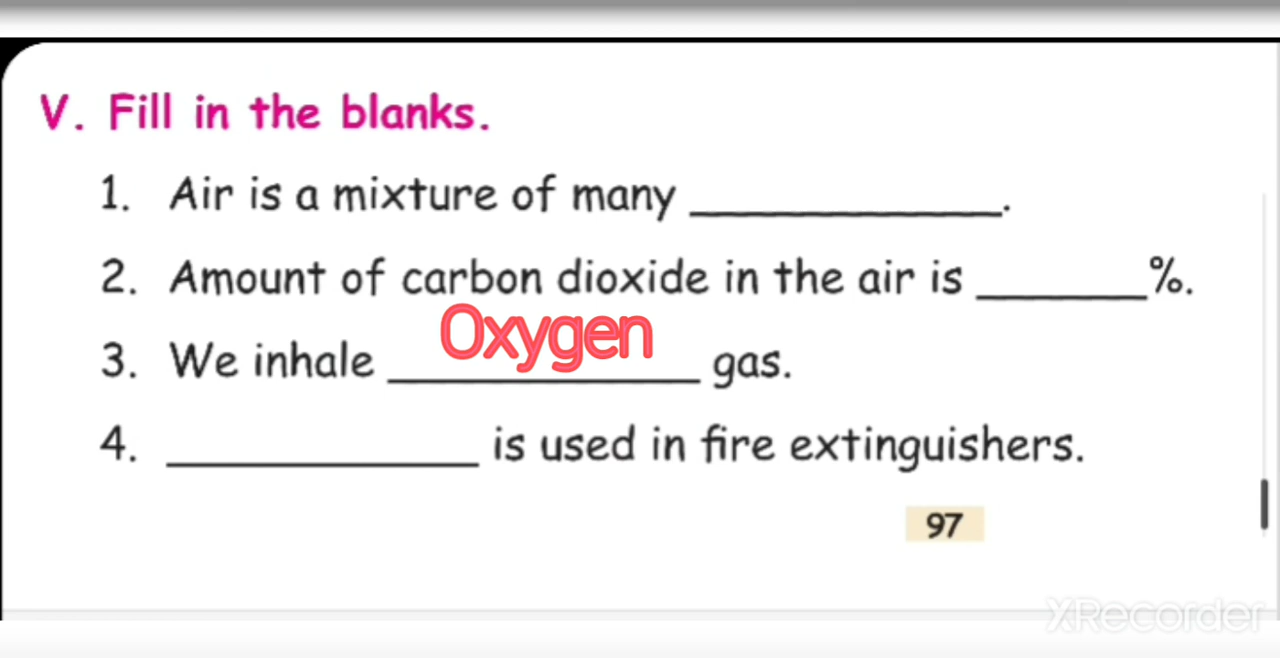 V. Fill in the blanks.
1. Air is a mixture of many ____________.
2. Amount of carbon dioxide in the air is _______%.
Oxygen
3. We inhale ____________ gas.
4. ____________ is used in fire extinguishers.
97
XRecorder